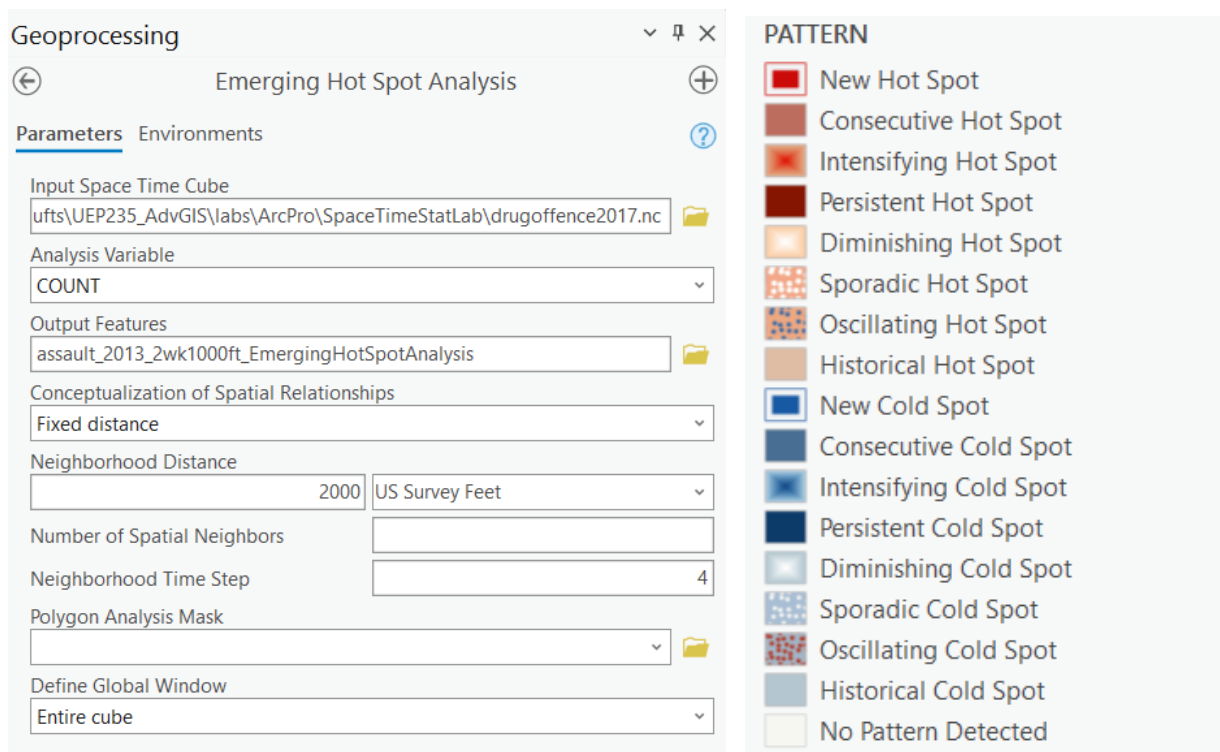 Geoprocessing
Emerging Hot Spot Analysis
Parameters Environments
Input Space Time Cube
ufts\UEP235_AdvGIS\labs\ArcPro\SpaceTimeStatLab\drugoffence2017.nc
Analysis Variable
COUNT
Output Features
assault_2013_2wk1000ft_EmergingHotSpotAnalysis
Conceptualization of Spatial Relationships
Fixed distance
Neighborhood Distance
2000 US Survey Feet
Number of Spatial Neighbors
Neighborhood Time Step 4
Polygon Analysis Mask
Define Global Window
Entire cube
PATTERN
New Hot Spot
Consecutive Hot Spot
Intensifying Hot Spot
Persistent Hot Spot
Diminishing Hot Spot
Sporadic Hot Spot
Oscillating Hot Spot
Historical Hot Spot
New Cold Spot
Consecutive Cold Spot
Intensifying Cold Spot
Persistent Cold Spot
Diminishing Cold Spot
Sporadic Cold Spot
Oscillating Cold Spot
Historical Cold Spot
No Pattern Detected